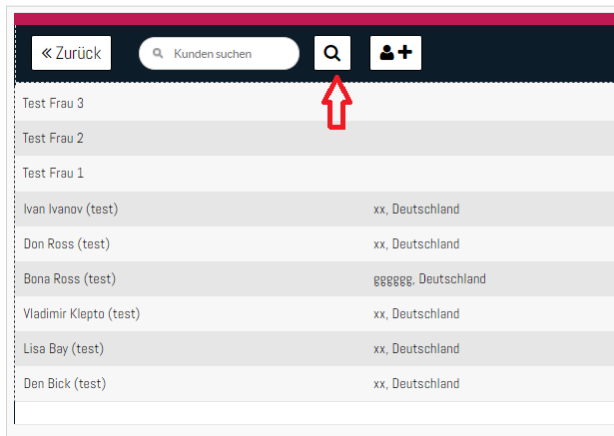 « Zurück Kunden suchen
Test Frau 3
Test Frau 2
Test Frau 1
Ivan Ivanov (test) xx, Deutschland
Don Ross (test) xx, Deutschland
Bona Ross (test) gggggg, Deutschland
Vladimir Klepto (test) xx, Deutschland
Lisa Bay (test) xx, Deutschland
Den Bick (test) xx, Deutschland